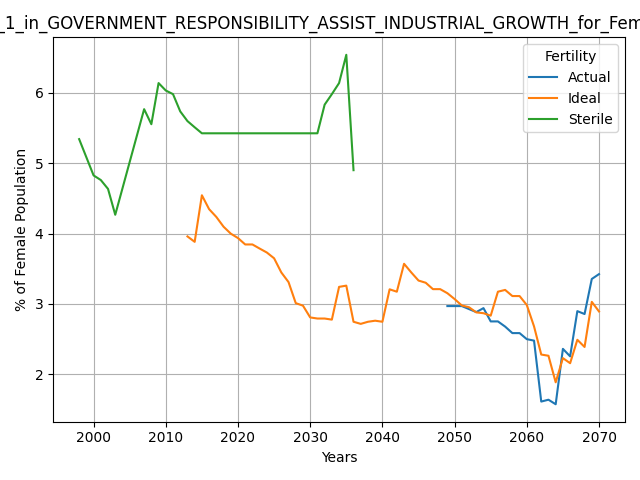 _1_in_GOVERNMENT_RESPONSIBILITY_ASSIST_INDUSTRIAL_GROWTH_for_Fem
Fertility
Actual
Ideal
Sterile
% of Female Population
6
5
4
3
2
2000 2010 2020 2030 2040 2050 2060 2070
Years